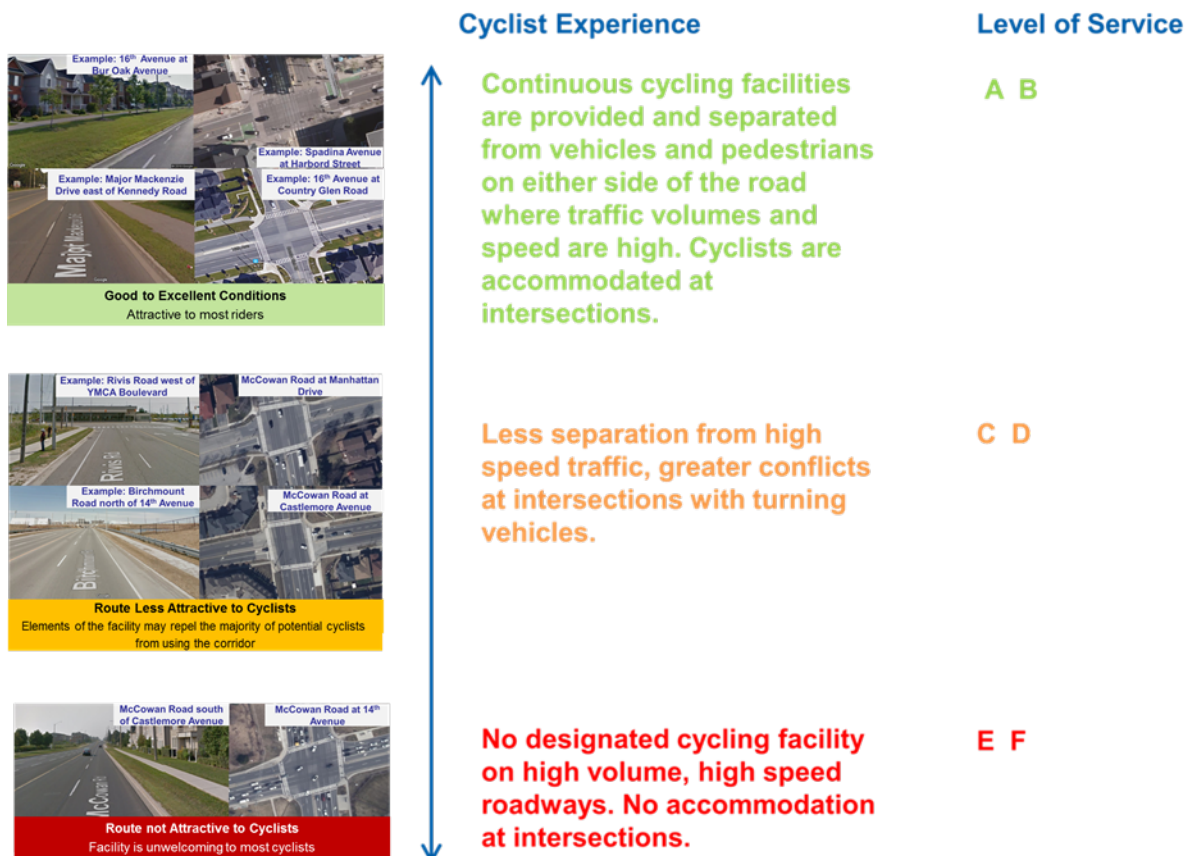 Cyclist Experience
Level of Service
Example: 16th Avenue at
Bur Oak Avenue
Example: Spadina Avenue
at Harbord Street
Example: Major Mackenzie
Drive east of Kennedy Road
Example: 16th Avenue at
Country Glen Road
Major Mackenzie Dr
Good to Excellent Conditions
Attractive to most riders
Continuous cycling facilities
are provided and separated
from vehicles and pedestrians
on either side of the road
where traffic volumes and
speed are high. Cyclists are
accommodated at
intersections.
A B
Example: Rivis Road west of
YMCA Boulevard
McCowan Road at Manhattan
Drive
Rivis Rd
Example: Birchmount
Road north of 14th Avenue
McCowan Road at
Castlemore Avenue
Route Less Attractive to Cyclists
Elements of the facility may repel the majority of potential cyclists
from using the corridor
Less separation from high
speed traffic, greater conflicts
at intersections with turning
vehicles.
C D
McCowan Road south
of Castlemore Avenue
McCowan Road at 14th
Avenue
McCowan Rd
Route not Attractive to Cyclists
Facility is unwelcoming to most cyclists
No designated cycling facility
on high volume, high speed
roadways. No accommodation
at intersections.
E F